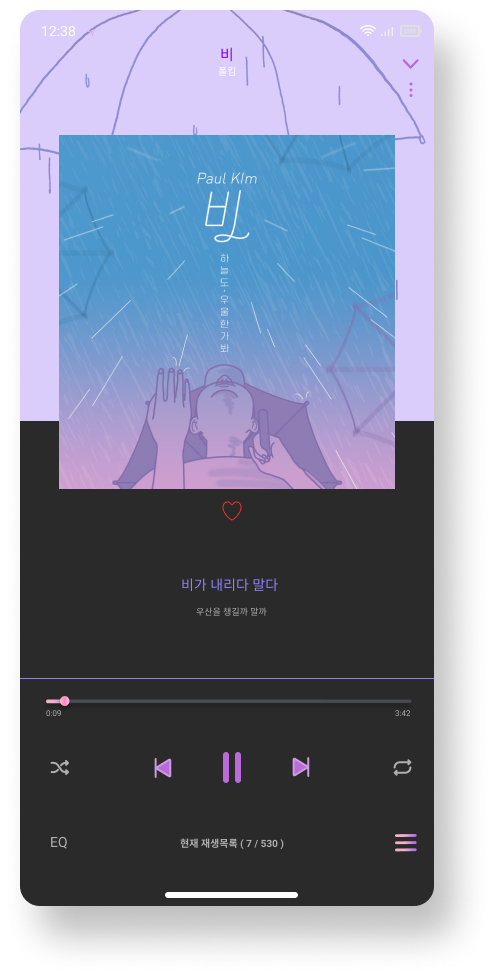 12:38
비
폴킴
Paul KIm
비
하늘도-우울한가봐
비가 내리다 말다
우산을 챙길까 말까
0:09
3:42
EQ
현재 재생목록 ( 7 / 530 )